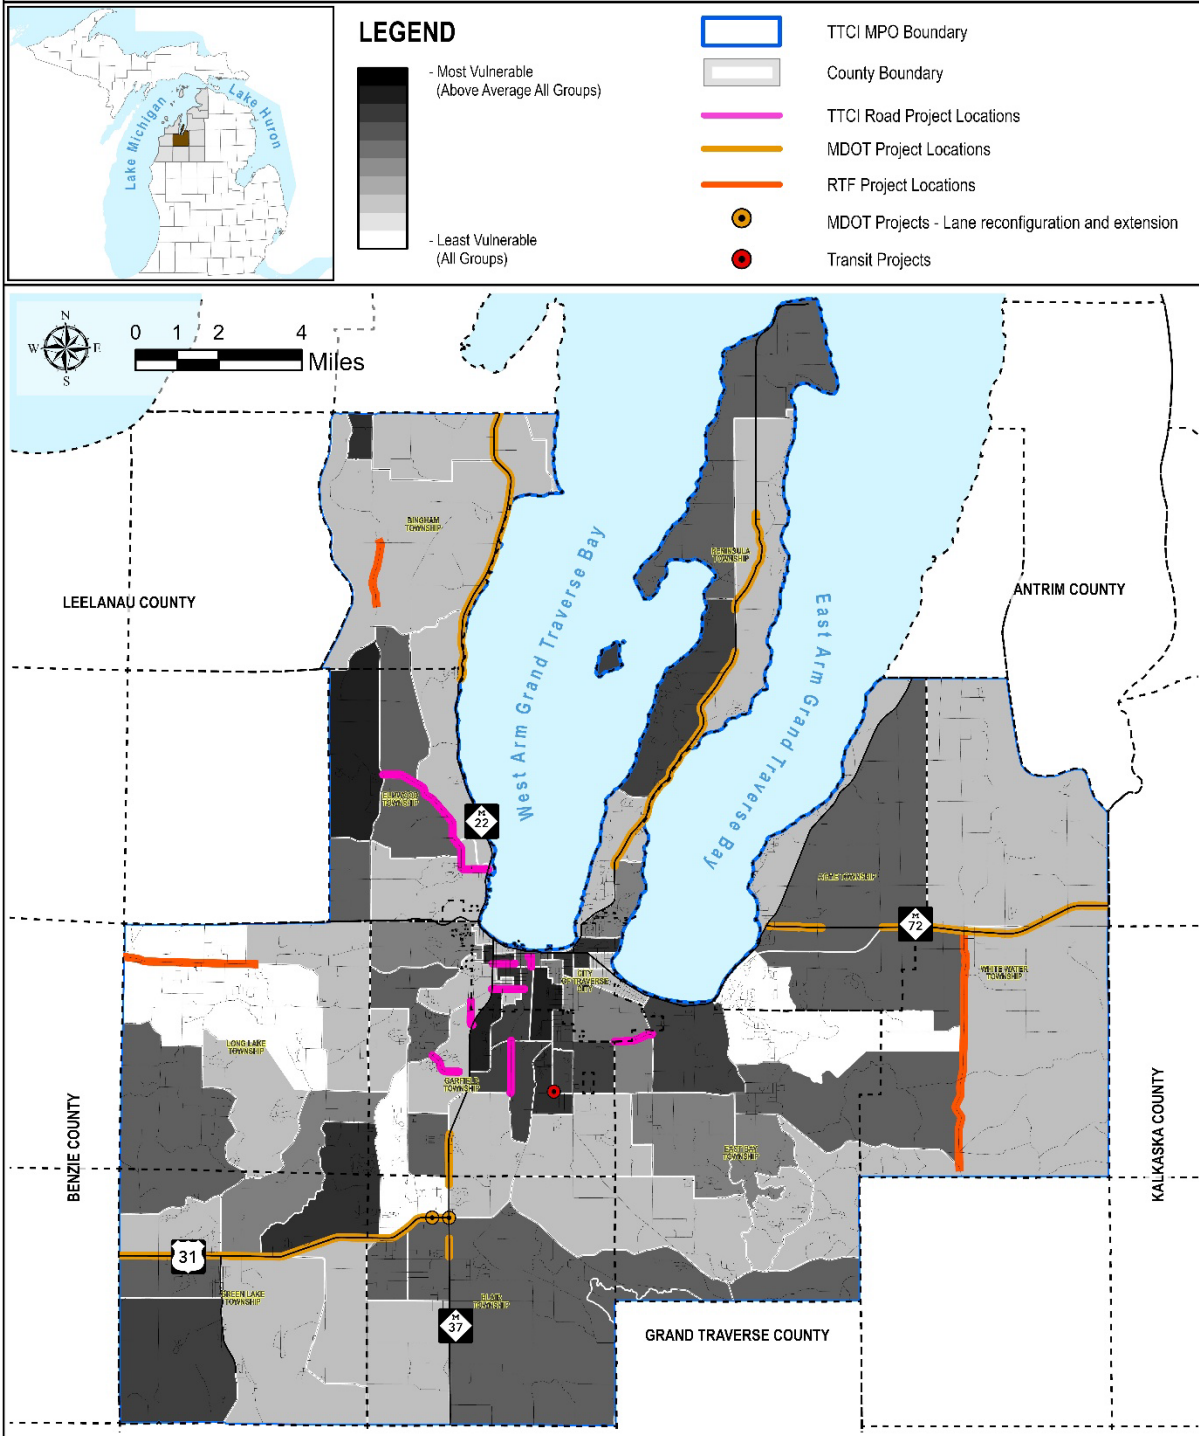 Lake Michigan
Lake Huron
LEGEND
- Most Vulnerable
(Above Average All Groups)
- Least Vulnerable
(All Groups)
TTCI MPO Boundary
County Boundary
TTCI Road Project Locations
MDOT Project Locations
RTF Project Locations
MDOT Projects - Lane reconfiguration and extension
Transit Projects
N
W
E
S
0 1 2 4
Miles
BINGHAM
TOWNSHIP
PENINSULA
TOWNSHIP
LEELANAU COUNTY
ANTRIM COUNTY
West Arm Grand Traverse Bay
East Arm Grand Traverse Bay
ELMWOOD
TOWNSHIP
M
22
ACME TOWNSHIP
M
72
WHITEWATER
TOWNSHIP
CITY
OF TRAVERSE
CITY
LONG LAKE
TOWNSHIP
GARFIELD
TOWNSHIP
BENZIE COUNTY
KALKASKA COUNTY
EAST BAY
TOWNSHIP
31
GREEN LAKE
TOWNSHIP
BLAIR
TOWNSHIP
M
37
GRAND TRAVERSE COUNTY